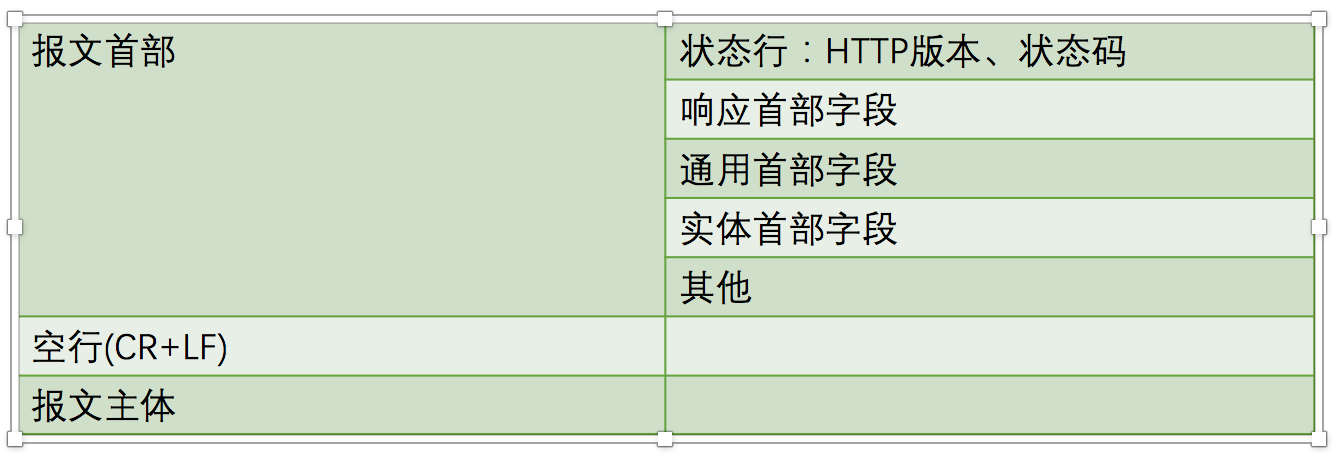 报文首部
状态行：HTTP版本、状态码
响应首部字段
通用首部字段
实体首部字段
其他
空行(CR+LF)
报文主体